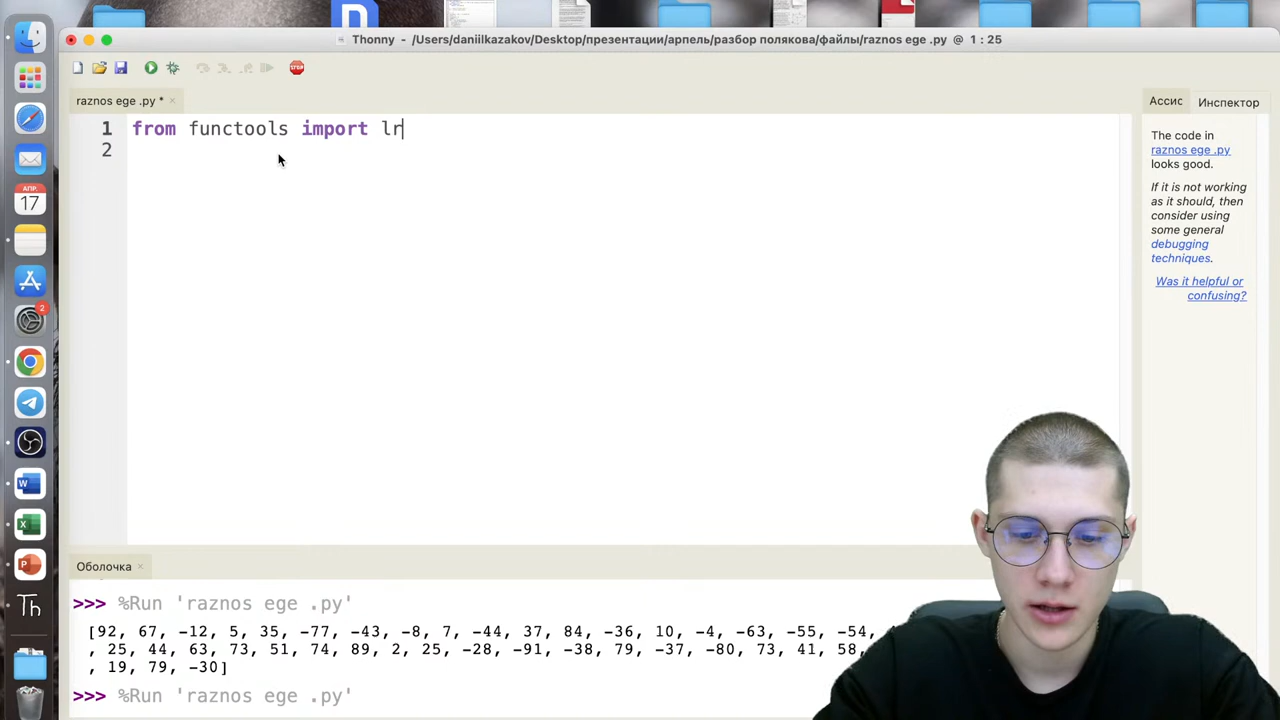 Thonny - /Users/daniilkazakov/Desktop/презентации/арпель/разбор полякова/файлы/raznos ege .py @ 1 : 25
raznos ege .py *
Ассис
Инспектор
1 from functools import lr
2
The code in
raznos ege .py
looks good.
If it is not working
as it should, then
consider using
some general
debugging
techniques.
Was it helpful or
confusing?
АПР.
17
2
Th
Оболочка
>>> %Run 'raznos ege .py'
[92, 67, -12, 5, 35, -77, -43, -8, 7, -44, 37, 84, -36, 10, -4, -63, -55, -54,
, 25, 44, 63, 73, 51, 74, 89, 2, 25, -28, -91, -38, 79, -37, -80, 73, 41, 58,
, 19, 79, -30]
>>> %Run 'raznos ege .py'